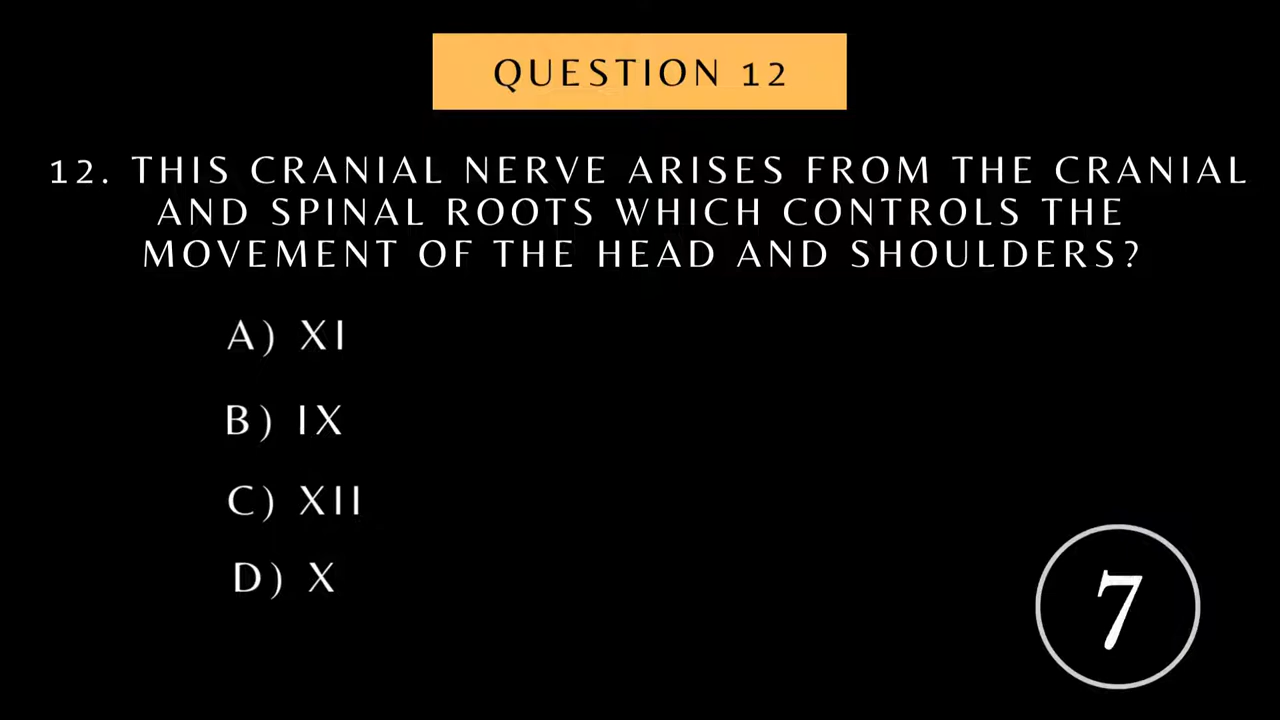 QUESTION 12
12. THIS CRANIAL NERVE ARISES FROM THE CRANIAL
AND SPINAL ROOTS WHICH CONTROLS THE
MOVEMENT OF THE HEAD AND SHOULDERS?
A) XI
B) IX
C) XII
D) X
7